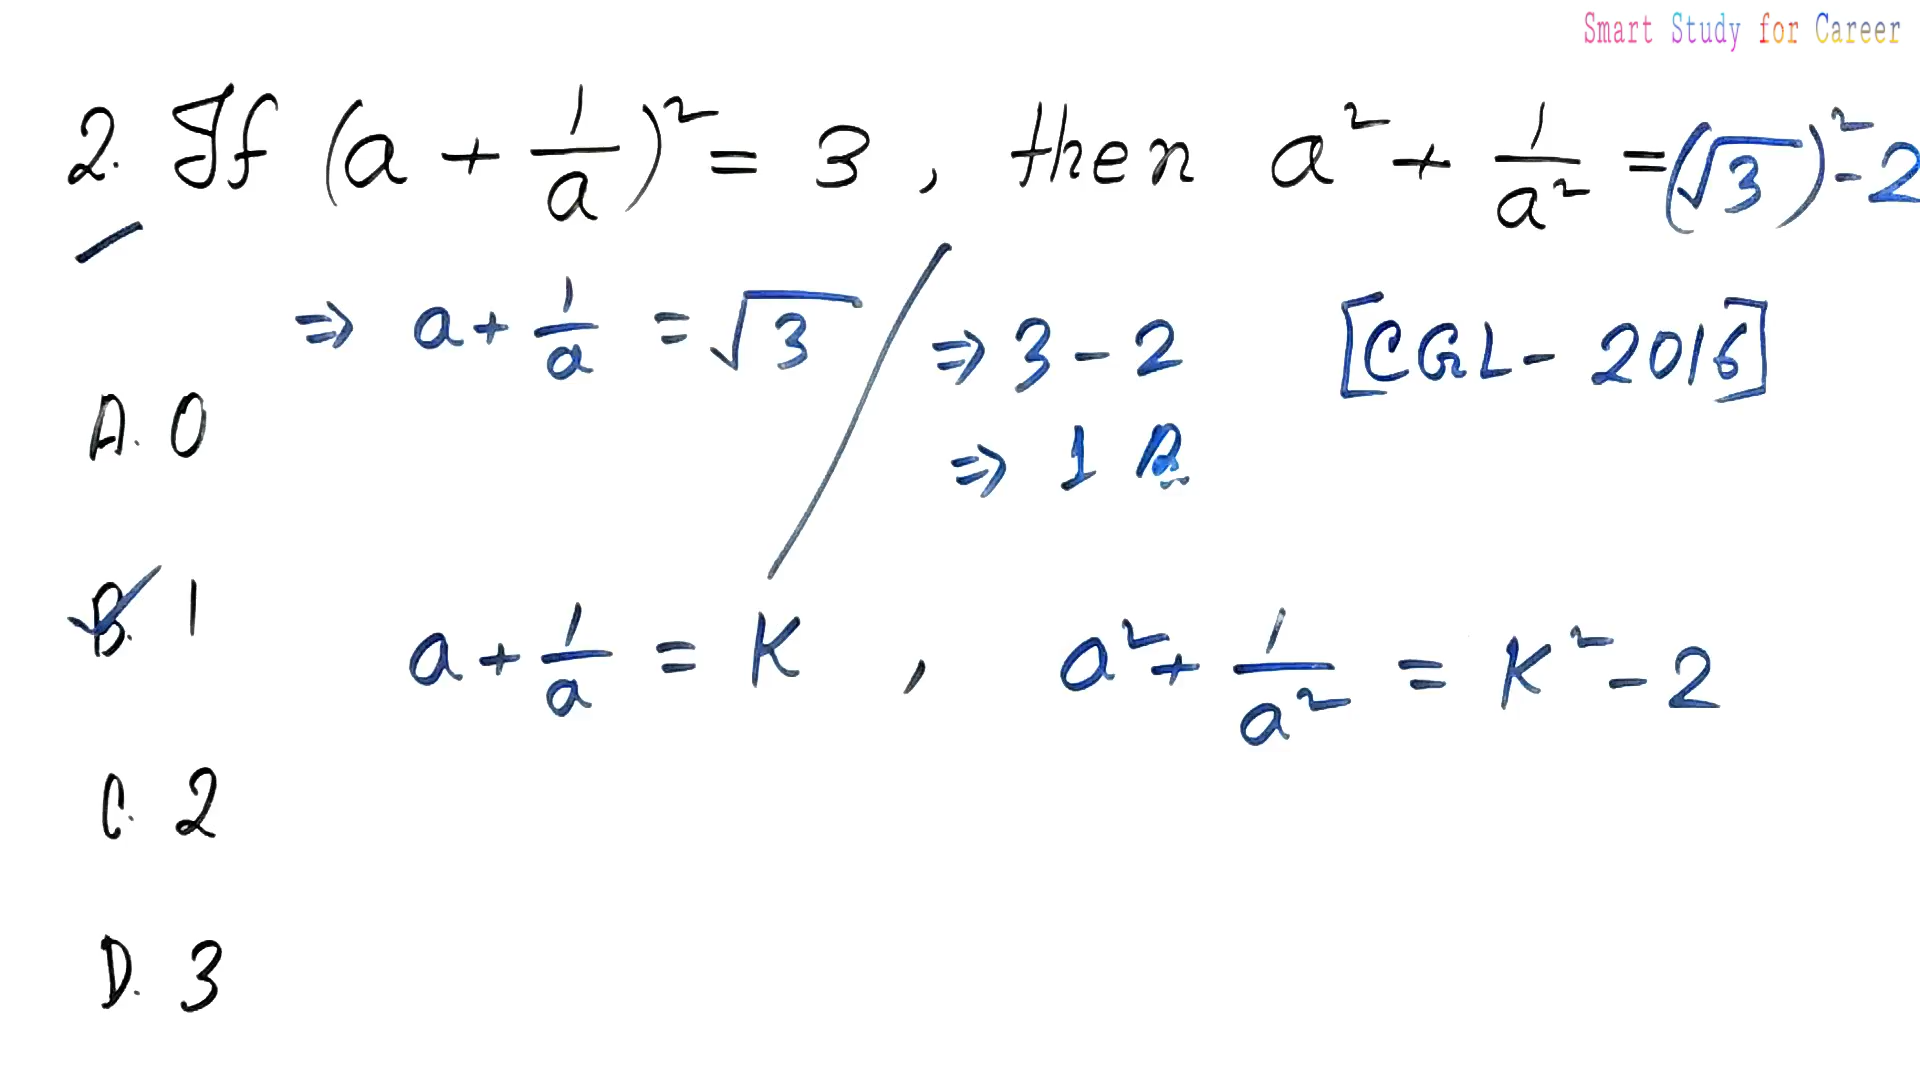 Smart Study for Career
2. If (a + 1/a)² = 3, then a² + 1/a² = (√3)² - 2
⇒ a + 1/a = √3
⇒ 3 - 2
[CGL - 2016]
A. 0
⇒ 1
B. 1
a + 1/a = K, a² + 1/a² = K² - 2
C. 2
D. 3